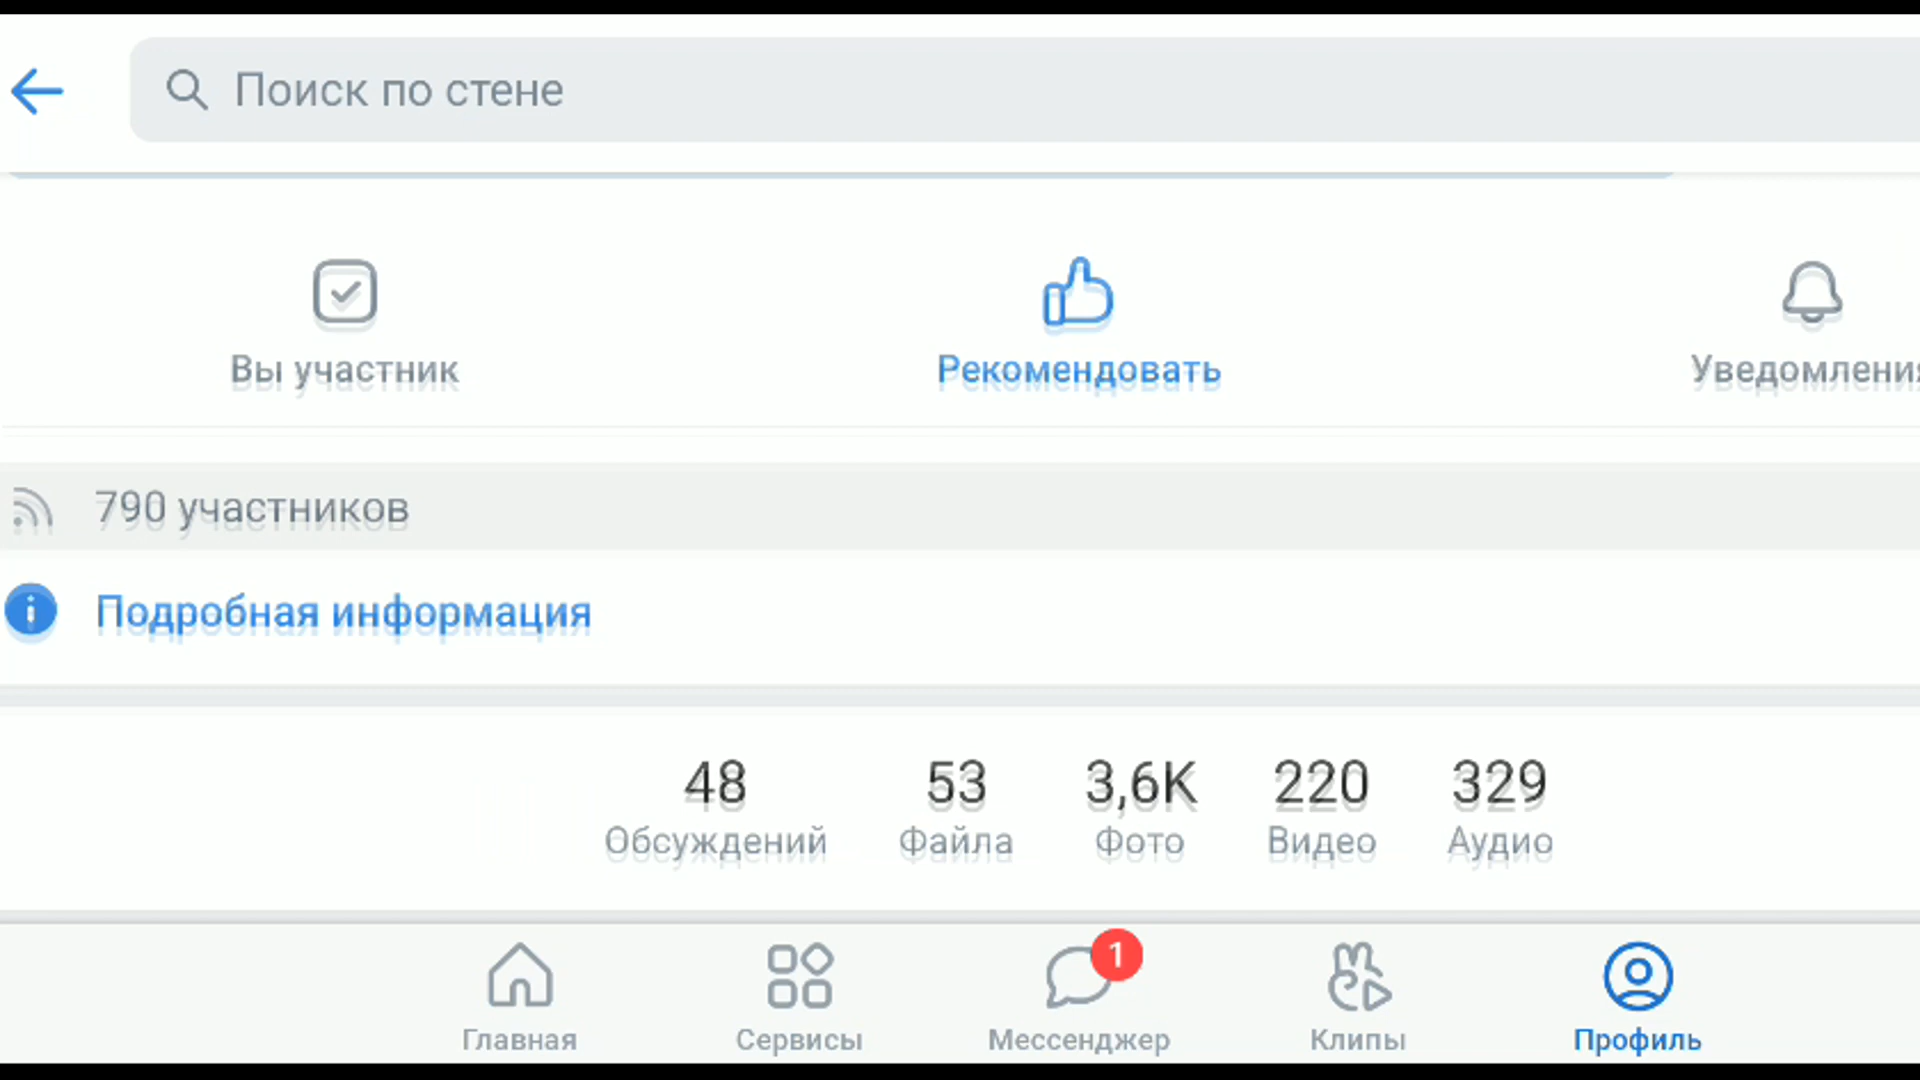 Поиск по стене
Вы участник
Рекомендовать
Уведомления
790 участников
Подробная информация
48
Обсуждений
53
Файла
3,6K
Фото
220
Видео
329
Аудио
Главная
Сервисы
1
Мессенджер
Клипы
Профиль